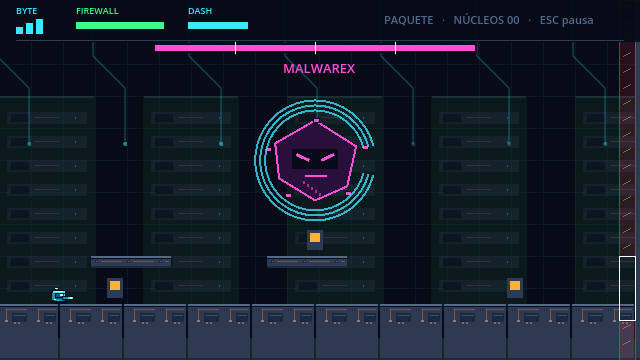 BYTE
FIREWALL
DASH
PAQUETE · NÚCLEOS 00 · ESC pausa
MALWAREX